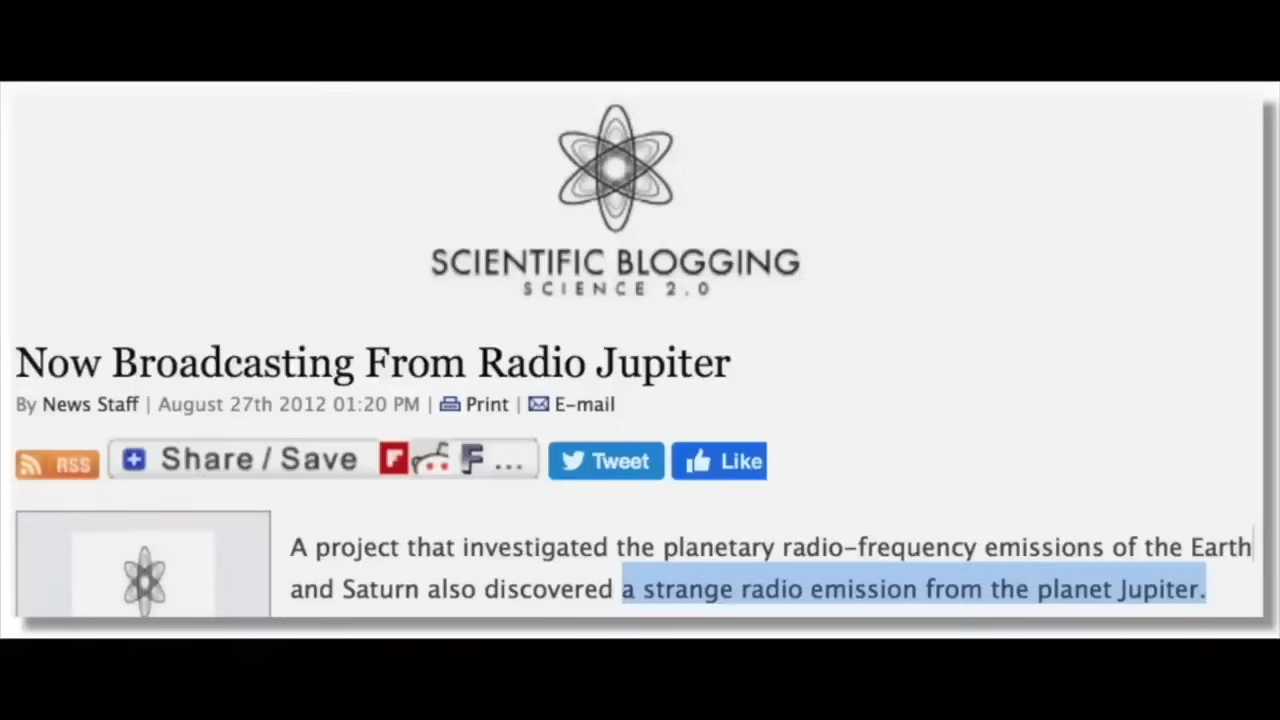 SCIENTIFIC BLOGGING
SCIENCE 2.0
Now Broadcasting From Radio Jupiter
By News Staff | August 27th 2012 01:20 PM | Print | E-mail
RSS Share / Save F ... Tweet Like
A project that investigated the planetary radio-frequency emissions of the Earth
and Saturn also discovered a strange radio emission from the planet Jupiter.